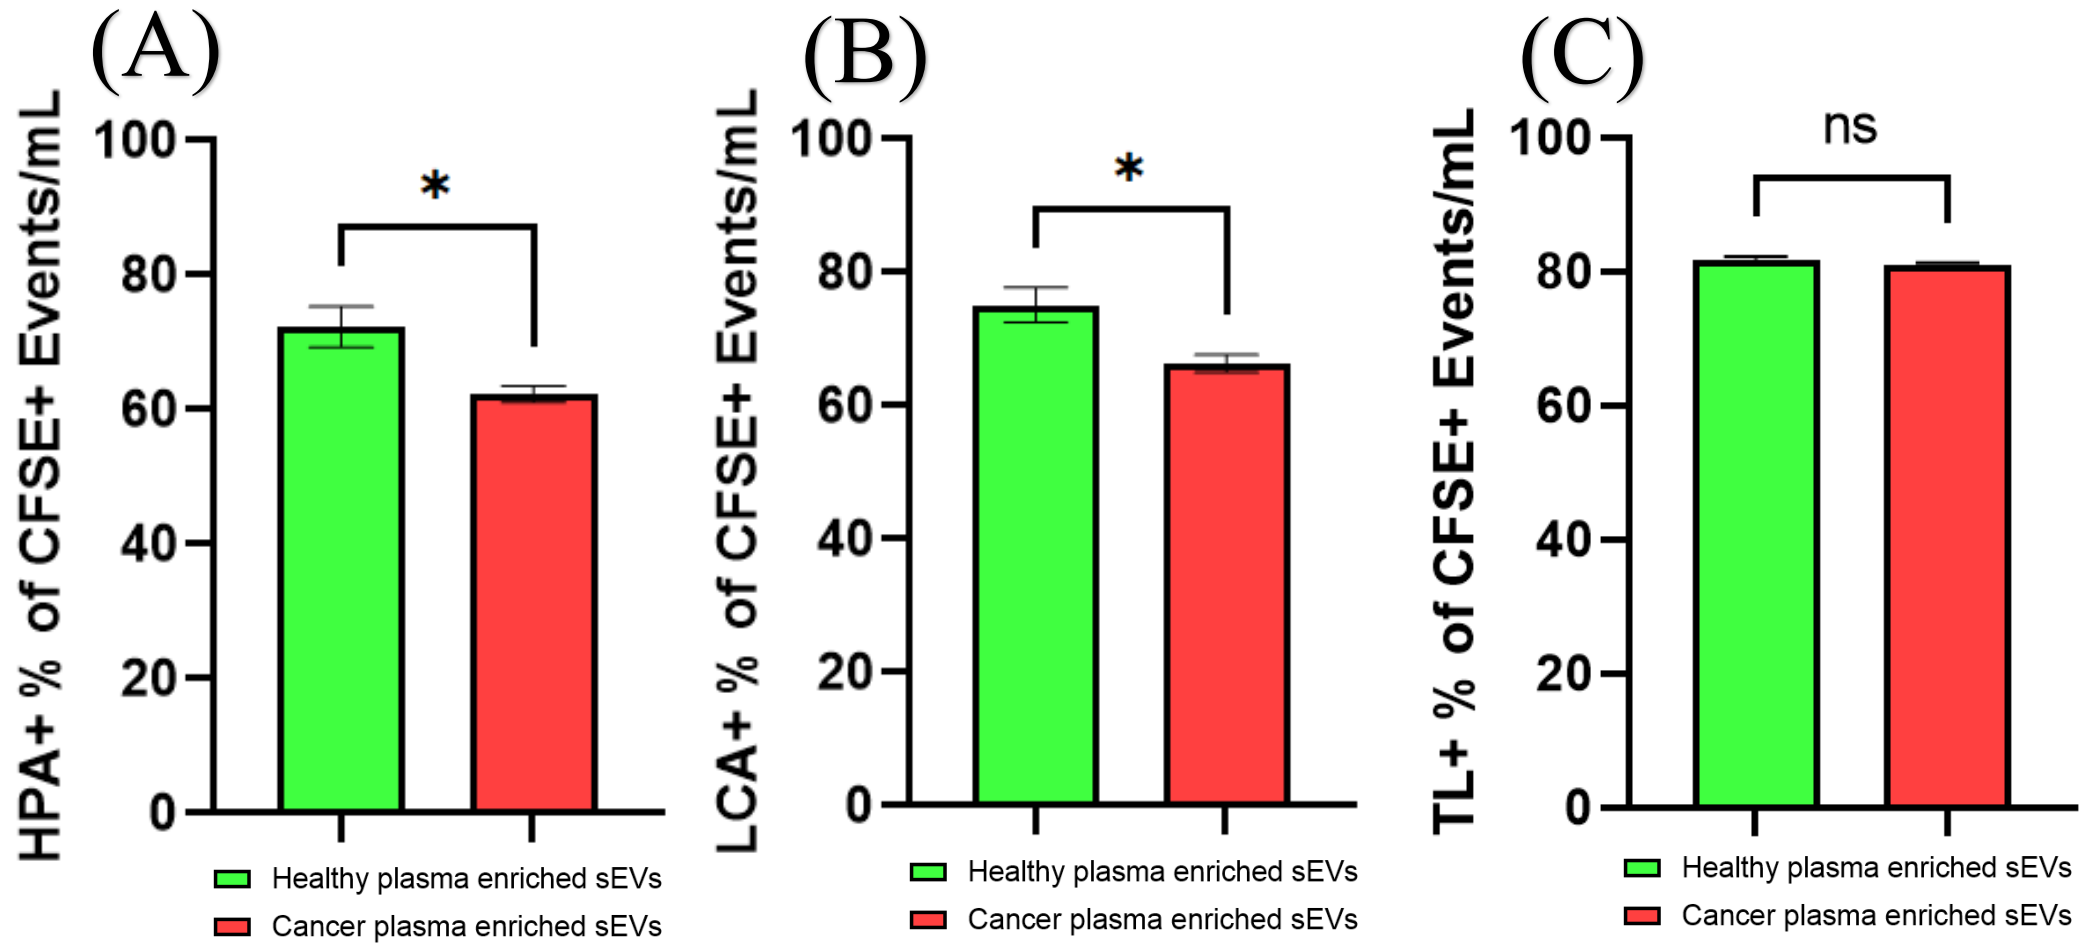 (A)
HPA+ % of CFSE+ Events/mL
100
80
60
40
20
0
*
Healthy plasma enriched sEVs
Cancer plasma enriched sEVs
(B)
LCA+ % of CFSE+ Events/mL
100
80
60
40
20
0
*
Healthy plasma enriched sEVs
Cancer plasma enriched sEVs
(C)
TL+ % of CFSE+ Events/mL
100
80
60
40
20
0
ns
Healthy plasma enriched sEVs
Cancer plasma enriched sEVs